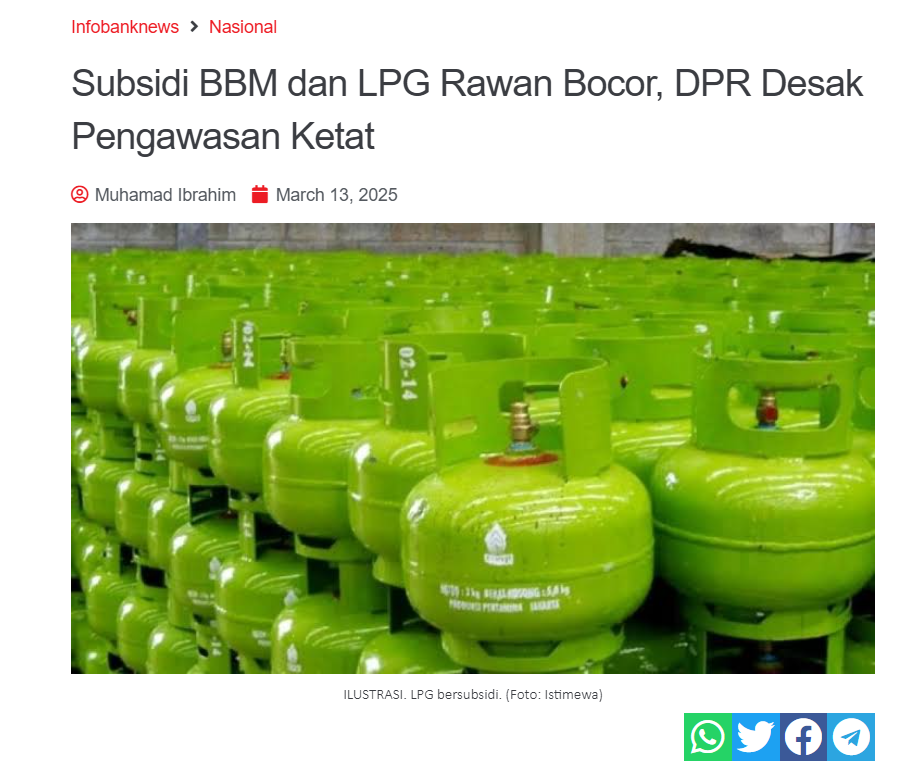 Infobanknews > Nasional
Subsidi BBM dan LPG Rawan Bocor, DPR Desak
Pengawasan Ketat
Muhamad Ibrahim March 13, 2025
02-14
ILUSTRASI. LPG bersubsidi. (Foto: Istimewa)